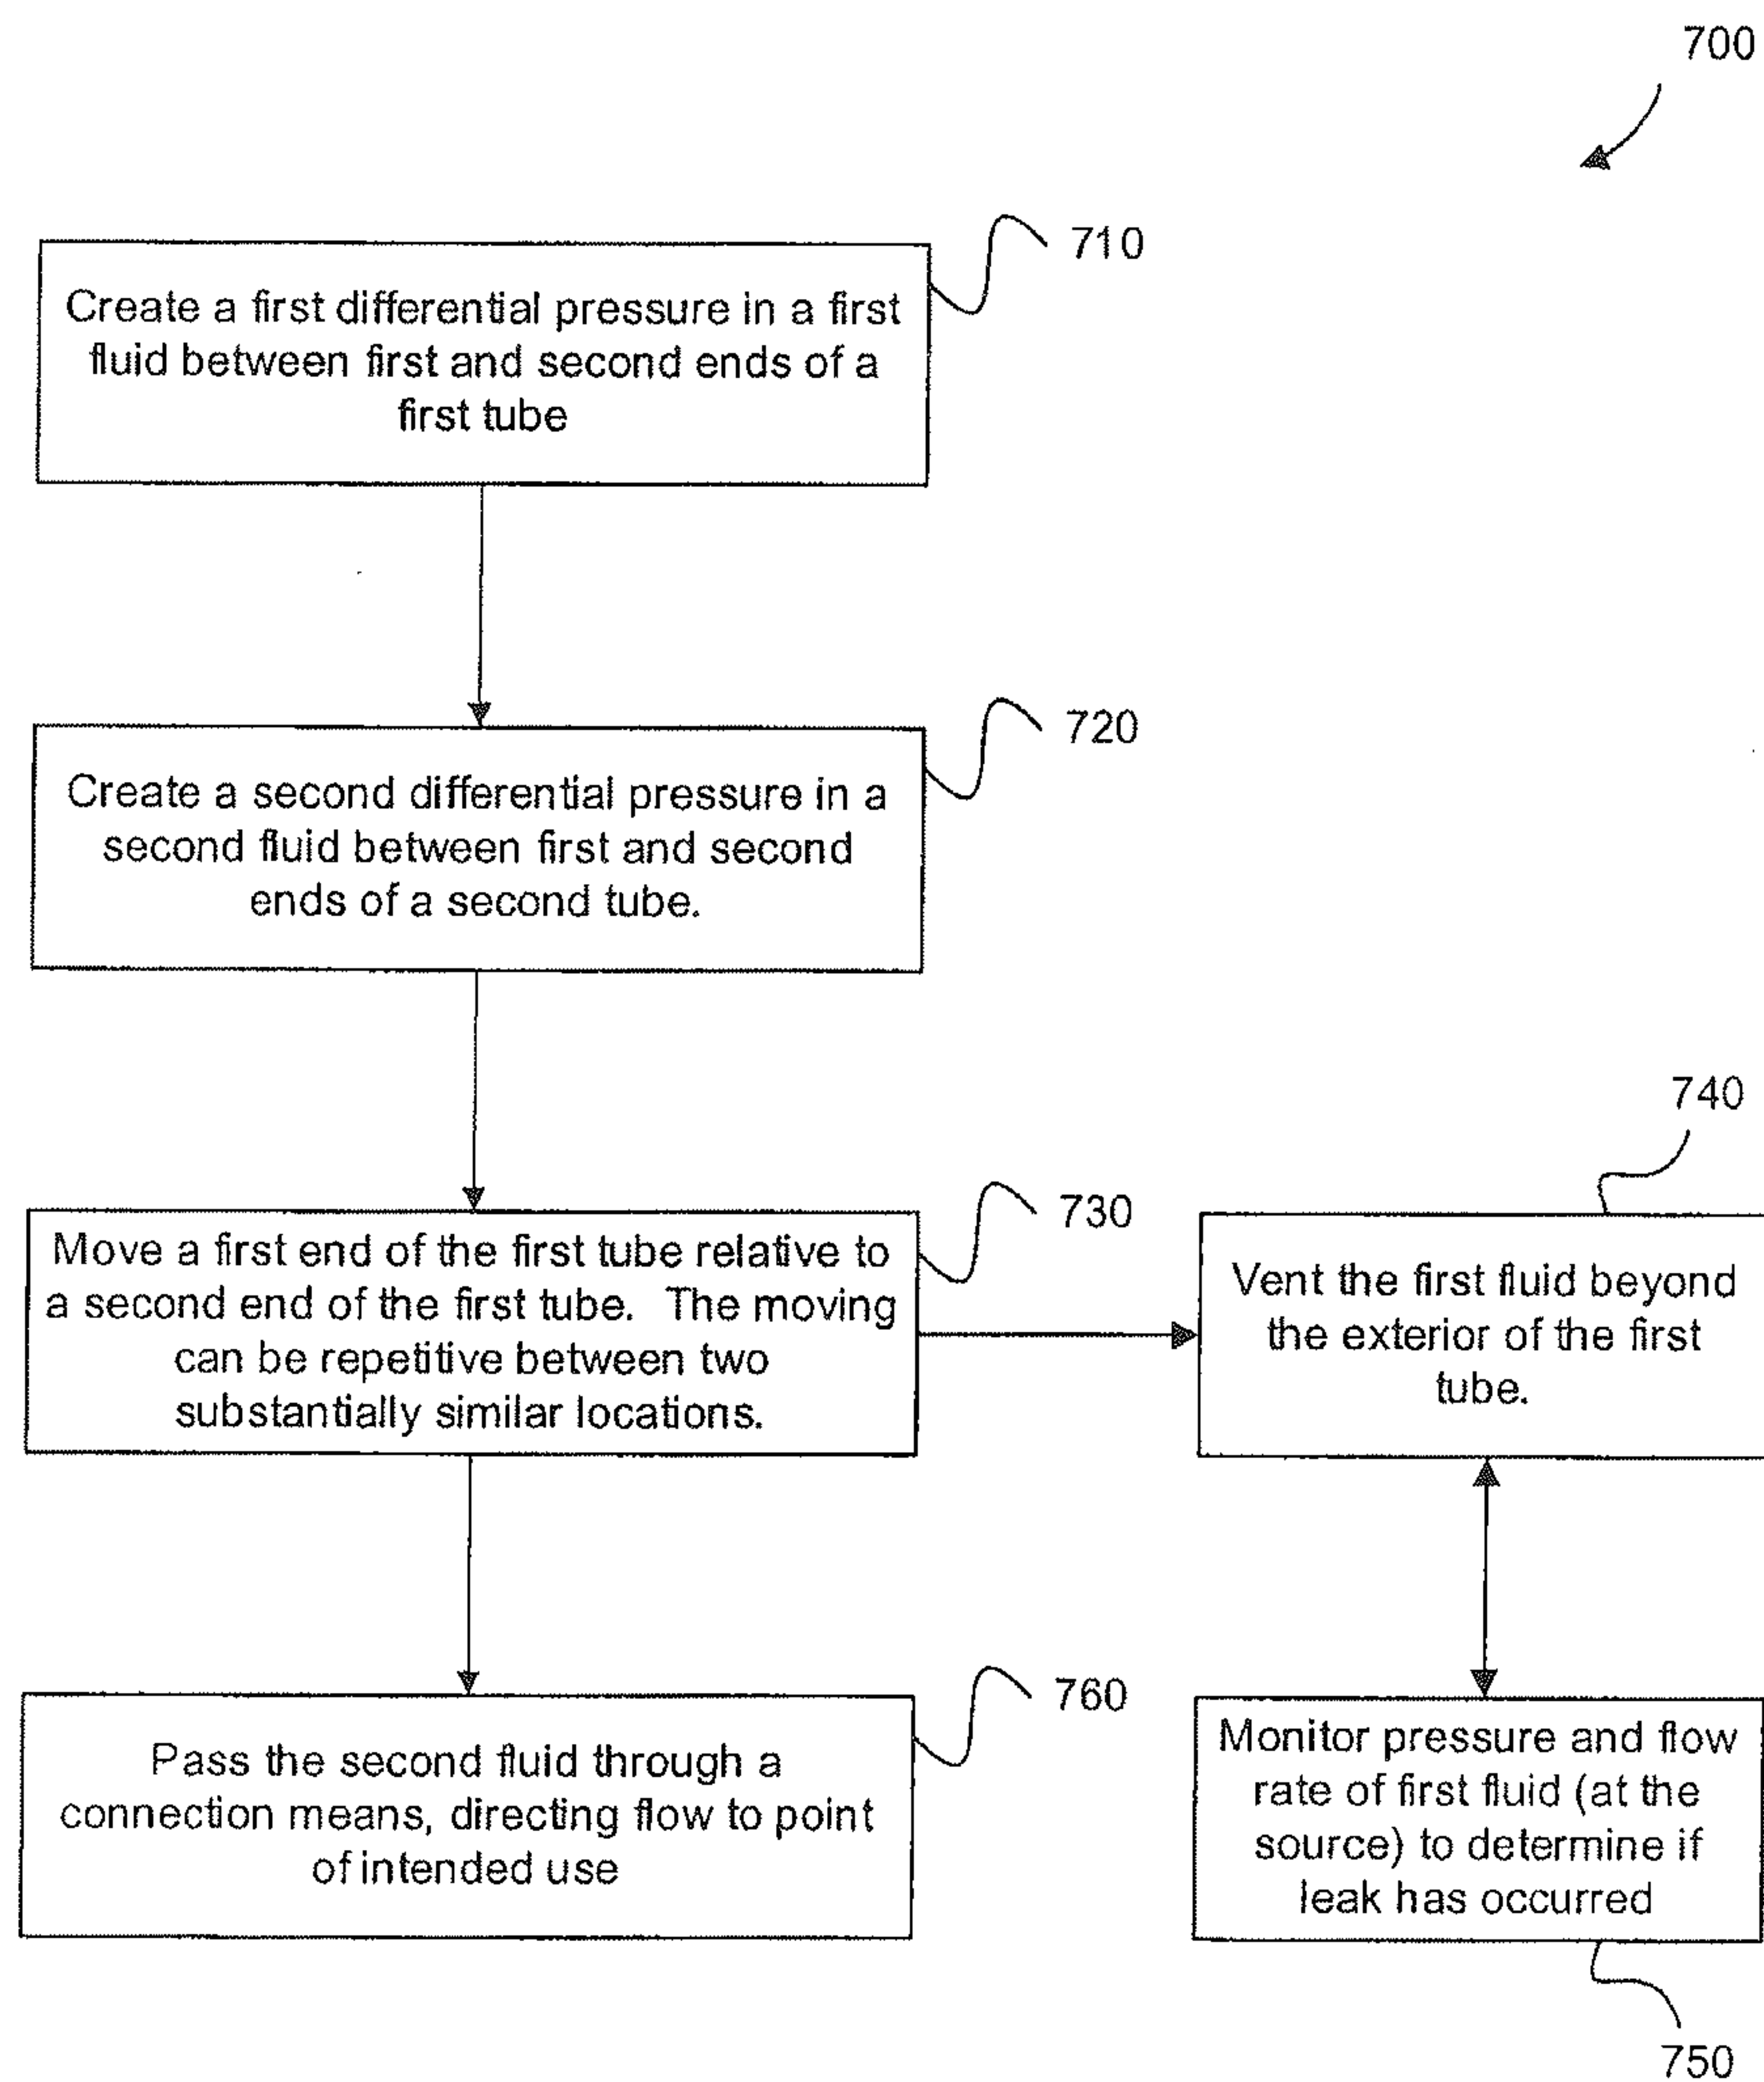 700
710
Create a first differential pressure in a first
fluid between first and second ends of a
first tube
720
Create a second differential pressure in a
second fluid between first and second
ends of a second tube.
730
Move a first end of the first tube relative to
a second end of the first tube.  The moving
can be repetitive between two
substantially similar locations.
740
Vent the first fluid beyond
the exterior of the first
tube.
760
Pass the second fluid through a
connection means, directing flow to point
of intended use
Monitor pressure and flow
rate of first fluid (at the
source) to determine if
leak has occurred
750